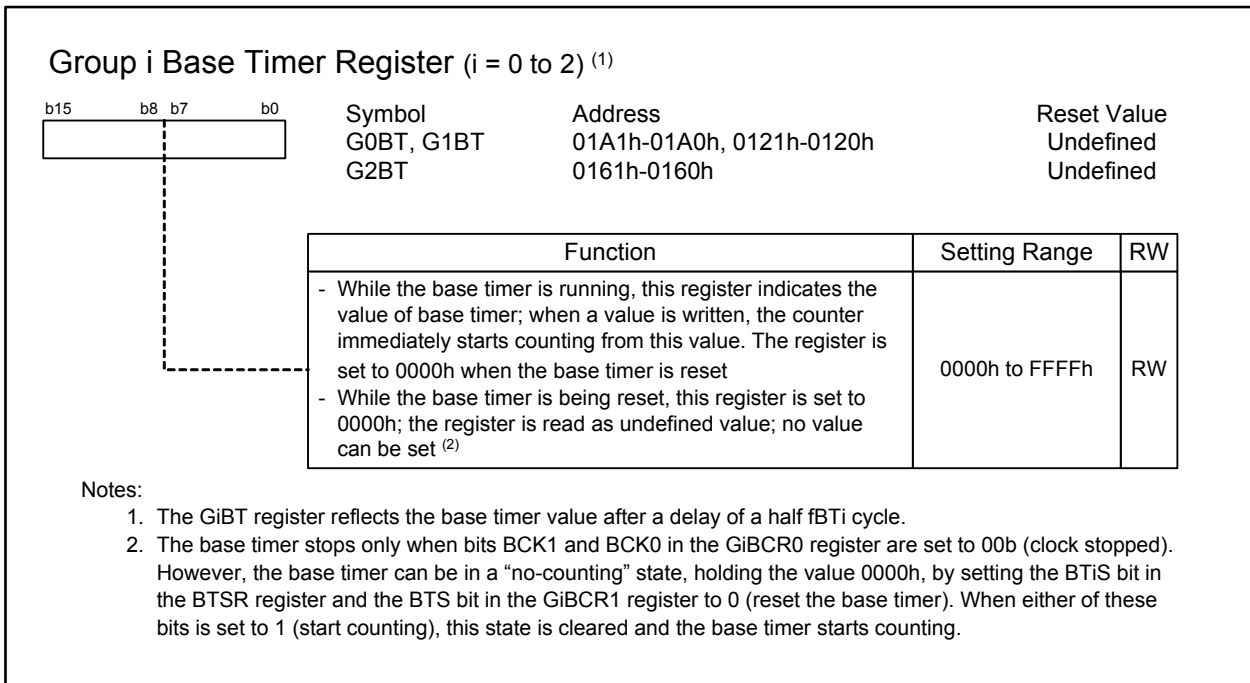 Group i Base Timer Register (i = 0 to 2) (1)
b15 b8 b7 b0
Symbol Address Reset Value
G0BT, G1BT 01A1h-01A0h, 0121h-0120h Undefined
G2BT 0161h-0160h Undefined
Function Setting Range RW
- While the base timer is running, this register indicates the
value of base timer; when a value is written, the counter
immediately starts counting from this value. The register is
set to 0000h when the base timer is reset
- While the base timer is being reset, this register is set to
0000h; the register is read as undefined value; no value
can be set (2)
0000h to FFFFh RW
Notes:
1. The GiBT register reflects the base timer value after a delay of a half fBTi cycle.
2. The base timer stops only when bits BCK1 and BCK0 in the GiBCR0 register are set to 00b (clock stopped).
However, the base timer can be in a “no-counting” state, holding the value 0000h, by setting the BTiS bit in
the BTSR register and the BTS bit in the GiBCR1 register to 0 (reset the base timer). When either of these
bits is set to 1 (start counting), this state is cleared and the base timer starts counting.